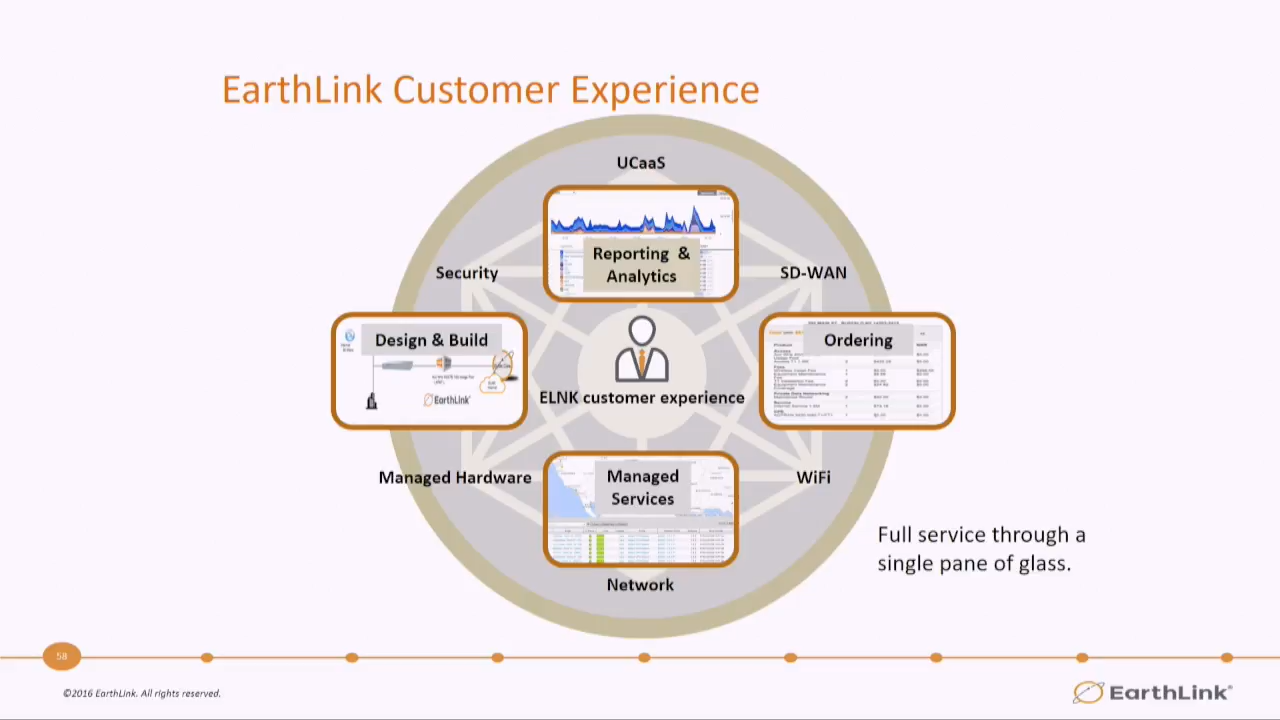 EarthLink Customer Experience
UCaaS
Reporting & Analytics
Security
SD-WAN
Design & Build
EarthLink
Ordering
ELNK customer experience
Managed Hardware
Managed Services
WiFi
Network
Full service through a
single pane of glass.
58
©2016 EarthLink. All rights reserved.
EarthLink®